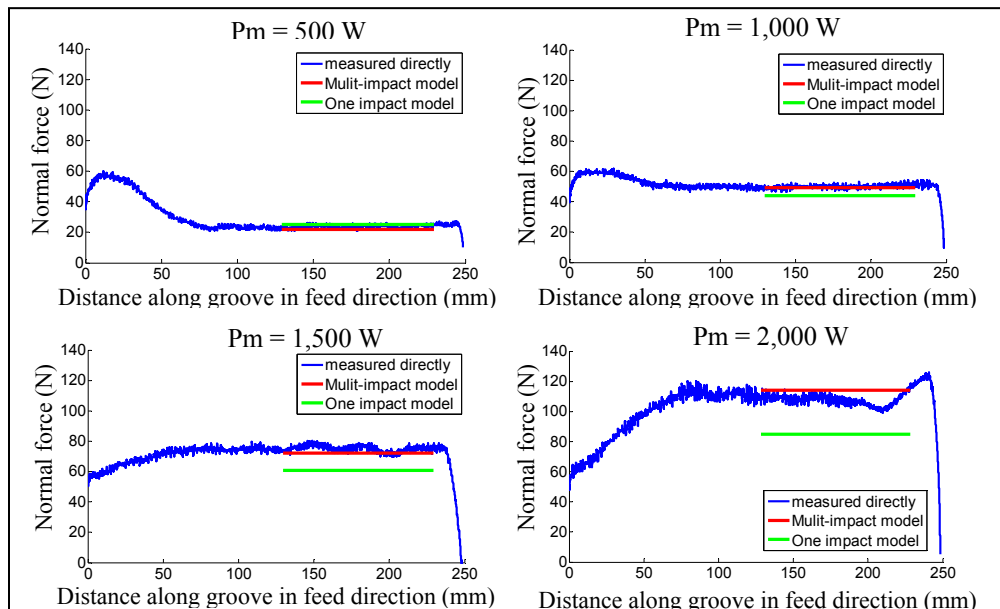 Pm = 500 W
140
120
100
80
60
40
20
0
Normal force (N)
measured directly
Mulit-impact model
One impact model
0 50 100 150 200 250
Distance along groove in feed direction (mm)
Pm = 1,000 W
140
120
100
80
60
40
20
0
Normal force (N)
measured directly
Mulit-impact model
One impact model
0 50 100 150 200 250
Distance along groove in feed direction (mm)
Pm = 1,500 W
140
120
100
80
60
40
20
0
Normal force (N)
measured directly
Mulit-impact model
One impact model
0 50 100 150 200 250
Distance along groove in feed direction (mm)
Pm = 2,000 W
140
120
100
80
60
40
20
0
Normal force (N)
measured directly
Mulit-impact model
One impact model
0 50 100 150 200 250
Distance along groove in feed direction (mm)